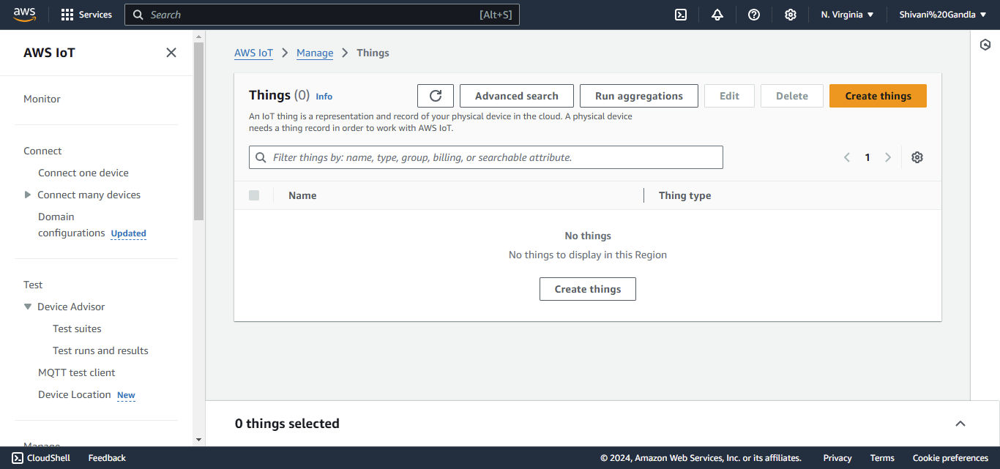 aws
Services
Search
[Alt+S]
N. Virginia
Shivani%20Gandla
AWS IoT
Monitor
Connect
Connect one device
Connect many devices
Domain
configurations Updated
Test
Device Advisor
Test suites
Test runs and results
MQTT test client
Device Location New
Manage
AWS IoT
Manage
Things
Things (0) Info
Advanced search
Run aggregations
Edit
Delete
Create things
An IoT thing is a representation and record of your physical device in the cloud. A physical device
needs a thing record in order to work with AWS IoT.
Filter things by: name, type, group, billing, or searchable attribute.
1
Name
Thing type
No things
No things to display in this Region
Create things
0 things selected
CloudShell
Feedback
© 2024, Amazon Web Services, Inc. or its affiliates.
Privacy
Terms
Cookie preferences